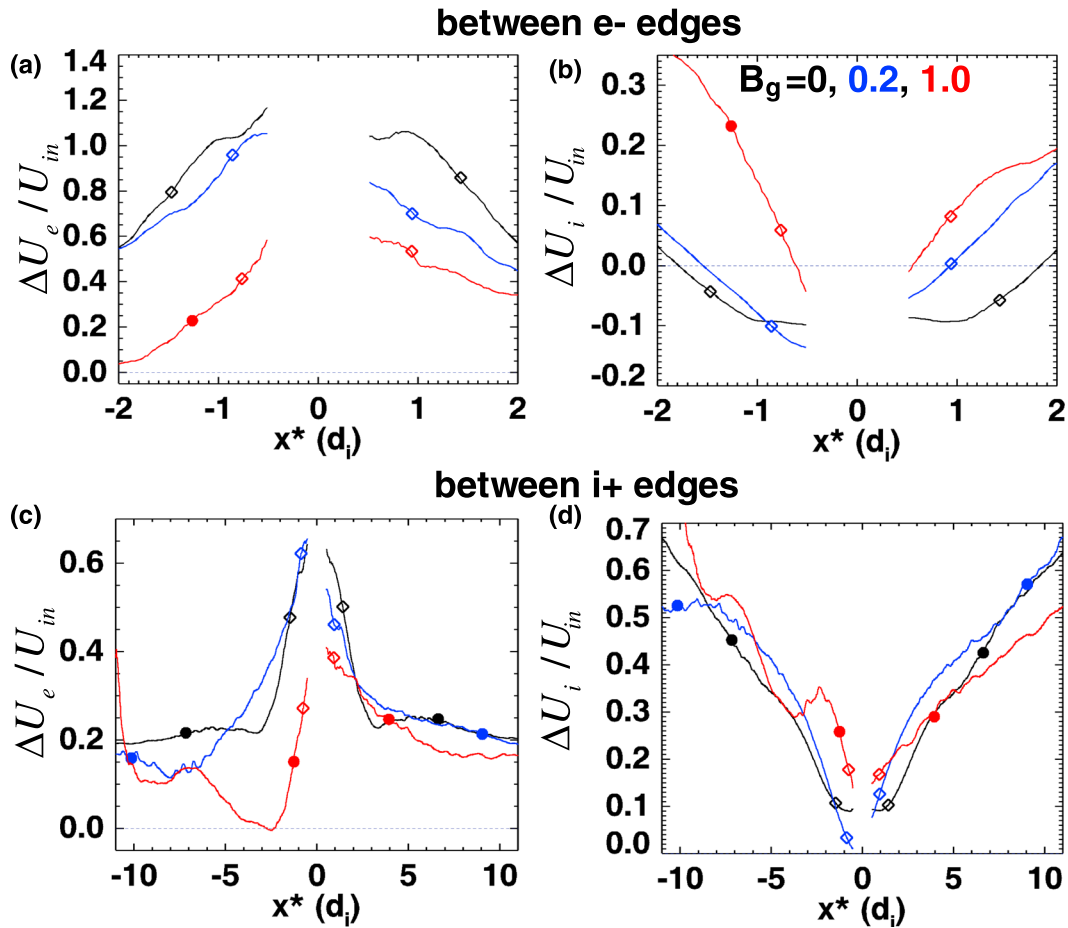 between e- edges
(a)
(b)
B_g=0, 0.2, 1.0
ΔU_e / U_in
1.4
1.2
1.0
0.8
0.6
0.4
0.2
0.0
-2 -1 0 1 2
x* (d_i)
ΔU_i / U_in
0.3
0.2
0.1
0.0
-0.1
-0.2
-2 -1 0 1 2
x* (d_i)
between i+ edges
(c)
(d)
ΔU_e / U_in
0.6
0.4
0.2
0.0
-10 -5 0 5 10
x* (d_i)
ΔU_i / U_in
0.7
0.6
0.5
0.4
0.3
0.2
0.1
0.0
-10 -5 0 5 10
x* (d_i)